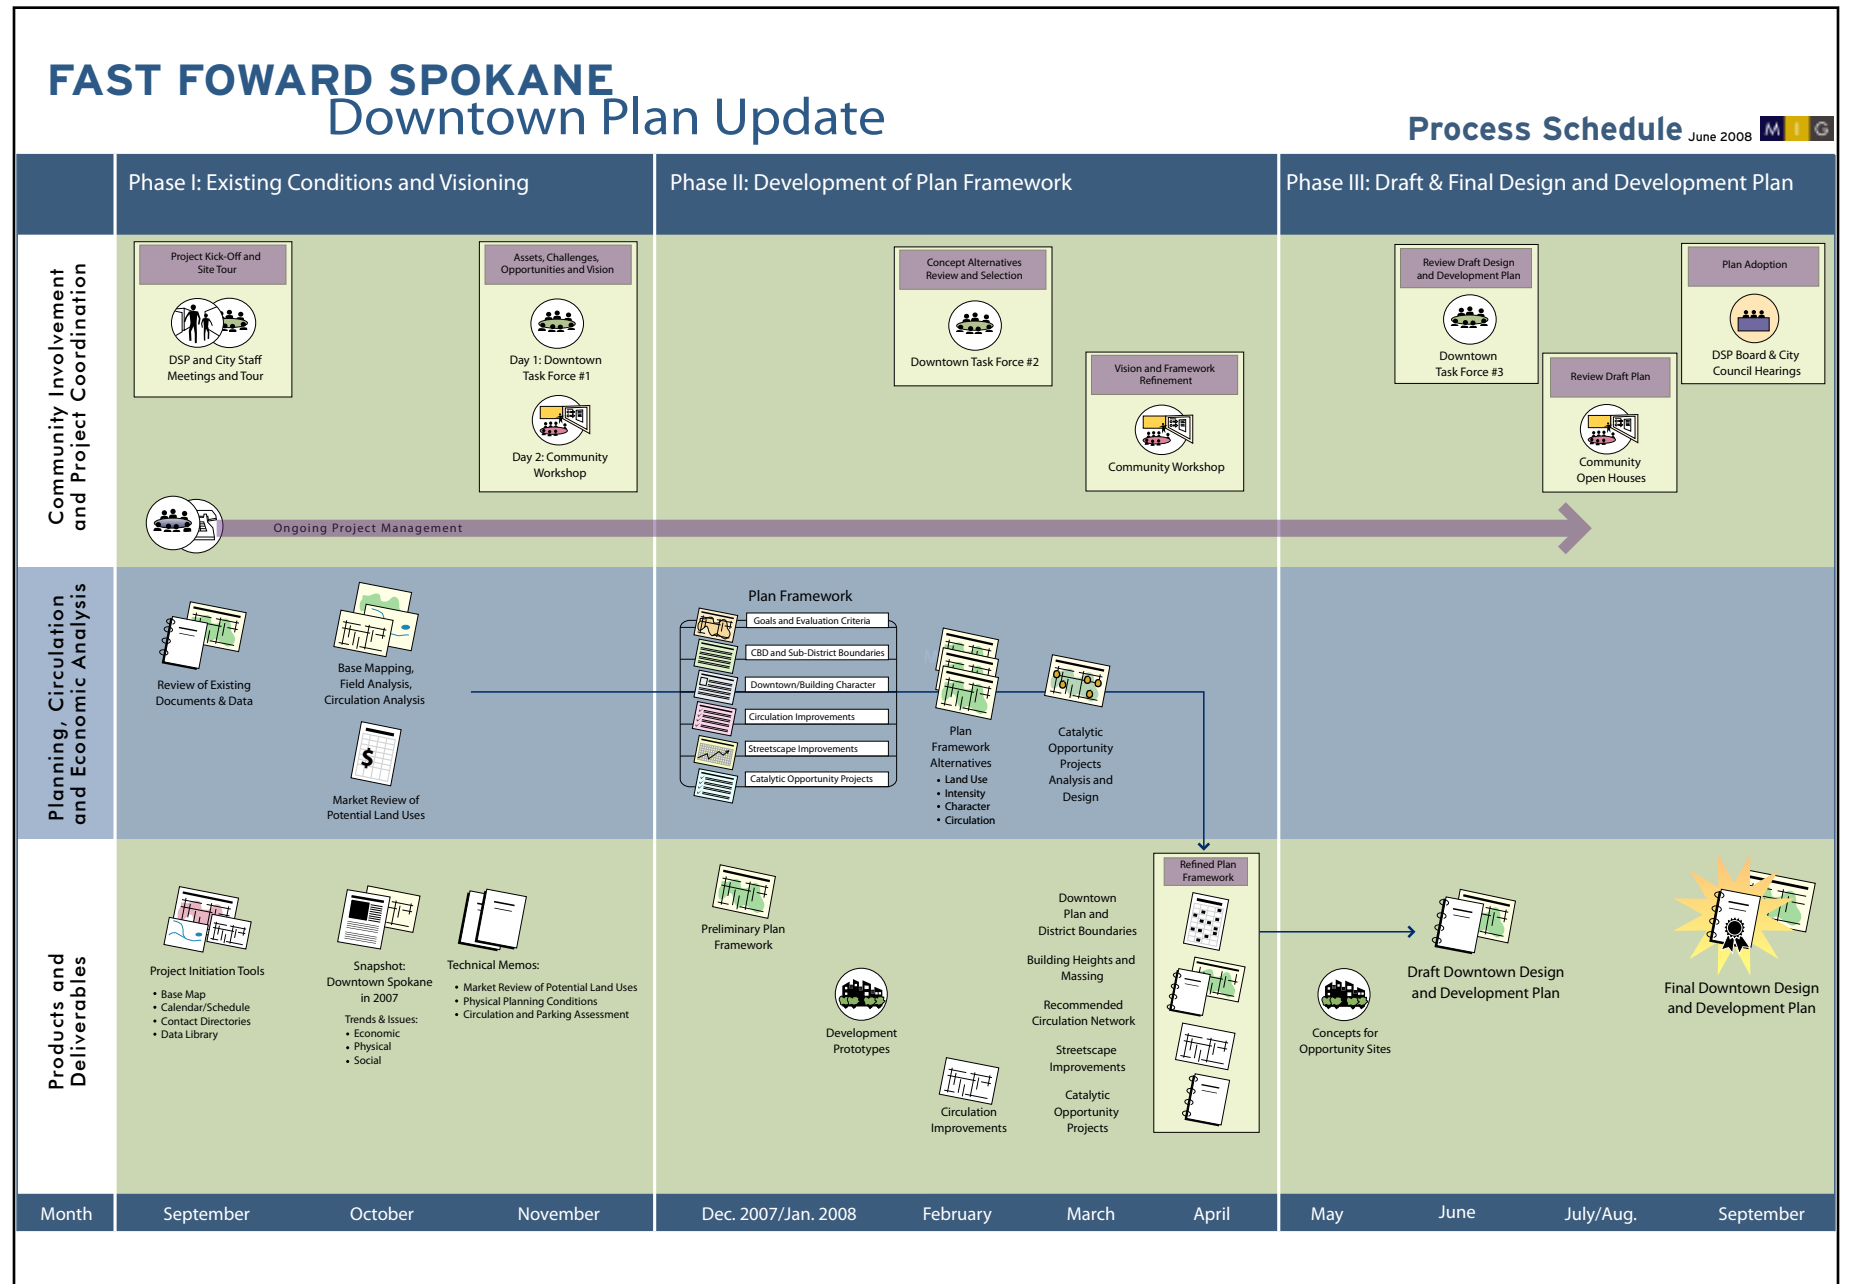 FAST FOWARD SPOKANE
Downtown Plan Update
Process Schedule June 2008 M I G
Phase I: Existing Conditions and Visioning
Phase II: Development of Plan Framework
Phase III: Draft & Final Design and Development Plan
Community Involvement
and Project Coordination
Project Kick-Off and
Site Tour
DSP and City Staff
Meetings and Tour
Assets, Challenges,
Opportunities and Vision
Day 1: Downtown
Task Force #1
Day 2: Community
Workshop
Concept Alternatives
Review and Selection
Downtown Task Force #2
Vision and Framework
Refinement
Community Workshop
Review Draft Design
and Development Plan
Downtown
Task Force #3
Review Draft Plan
Community
Open Houses
Plan Adoption
DSP Board & City
Council Hearings
Ongoing Project Management
Planning, Circulation
and Economic Analysis
Review of Existing
Documents & Data
Base Mapping,
Field Analysis,
Circulation Analysis
$
Market Review of
Potential Land Uses
Plan Framework
Goals and Evaluation Criteria
CBD and Sub-District Boundaries
Downtown/Building Character
Circulation Improvements
Streetscape Improvements
Catalytic Opportunity Projects
Plan
Framework
Alternatives
• Land Use
• Intensity
• Character
• Circulation
Catalytic
Opportunity
Projects
Analysis and
Design
Products and
Deliverables
Project Initiation Tools
• Base Map
• Calendar/Schedule
• Contact Directories
• Data Library
Snapshot:
Downtown Spokane
in 2007
Trends & Issues:
• Economic
• Physical
• Social
Technical Memos:
• Market Review of Potential Land Uses
• Physical Planning Conditions
• Circulation and Parking Assessment
Preliminary Plan
Framework
Development
Prototypes
Circulation
Improvements
Downtown
Plan and
District Boundaries
Building Heights and
Massing
Recommended
Circulation Network
Streetscape
Improvements
Catalytic
Opportunity
Projects
Refined Plan
Framework
Concepts for
Opportunity Sites
Draft Downtown Design
and Development Plan
Final Downtown Design
and Development Plan
Month
September
October
November
Dec. 2007/Jan. 2008
February
March
April
May
June
July/Aug.
September